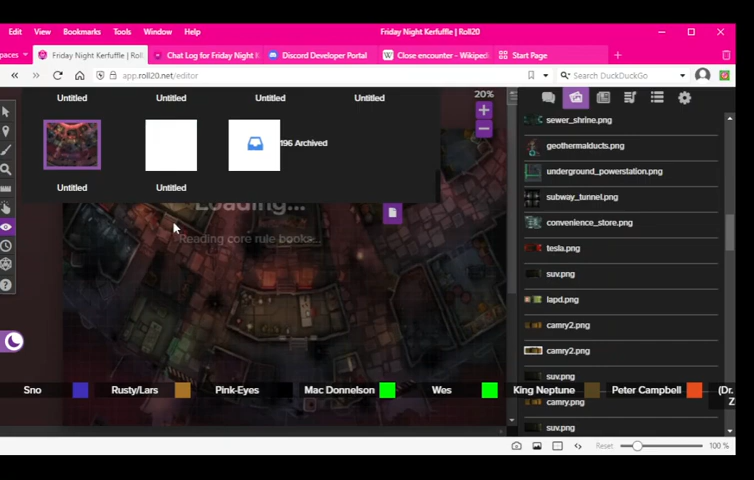 Edit View Bookmarks Tools Window Help Friday Night Kerfuffle | Roll20
paces Friday Night Kerfuffle | Roll Chat Log for Friday Night K Discord Developer Portal Close encounter - Wikiped Start Page
app.roll20.net/editor Search DuckDuckGo
Untitled Untitled Untitled Untitled
20%
196 Archived
Untitled Untitled
Loading...
Reading core rule books...
sewer_shrine.png
geothermalducts.png
underground_powerstation.png
subway_tunnel.png
convenience_store.png
tesla.png
suv.png
lapd.png
camry2.png
camry2.png
suv.png
Sno Rusty/Lars Pink-Eyes Mac Donnelson Wes King Neptune Peter Campbell (Dr.
Z
camry.png
suv.png
Reset 100 %